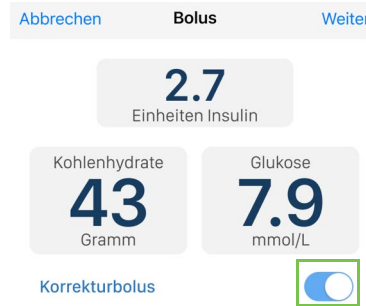 Abbrechen Bolus Weiter
2.7
Einheiten Insulin
Kohlenhydrate Glukose
43 7.9
Gramm mmol/L
Korrekturbolus